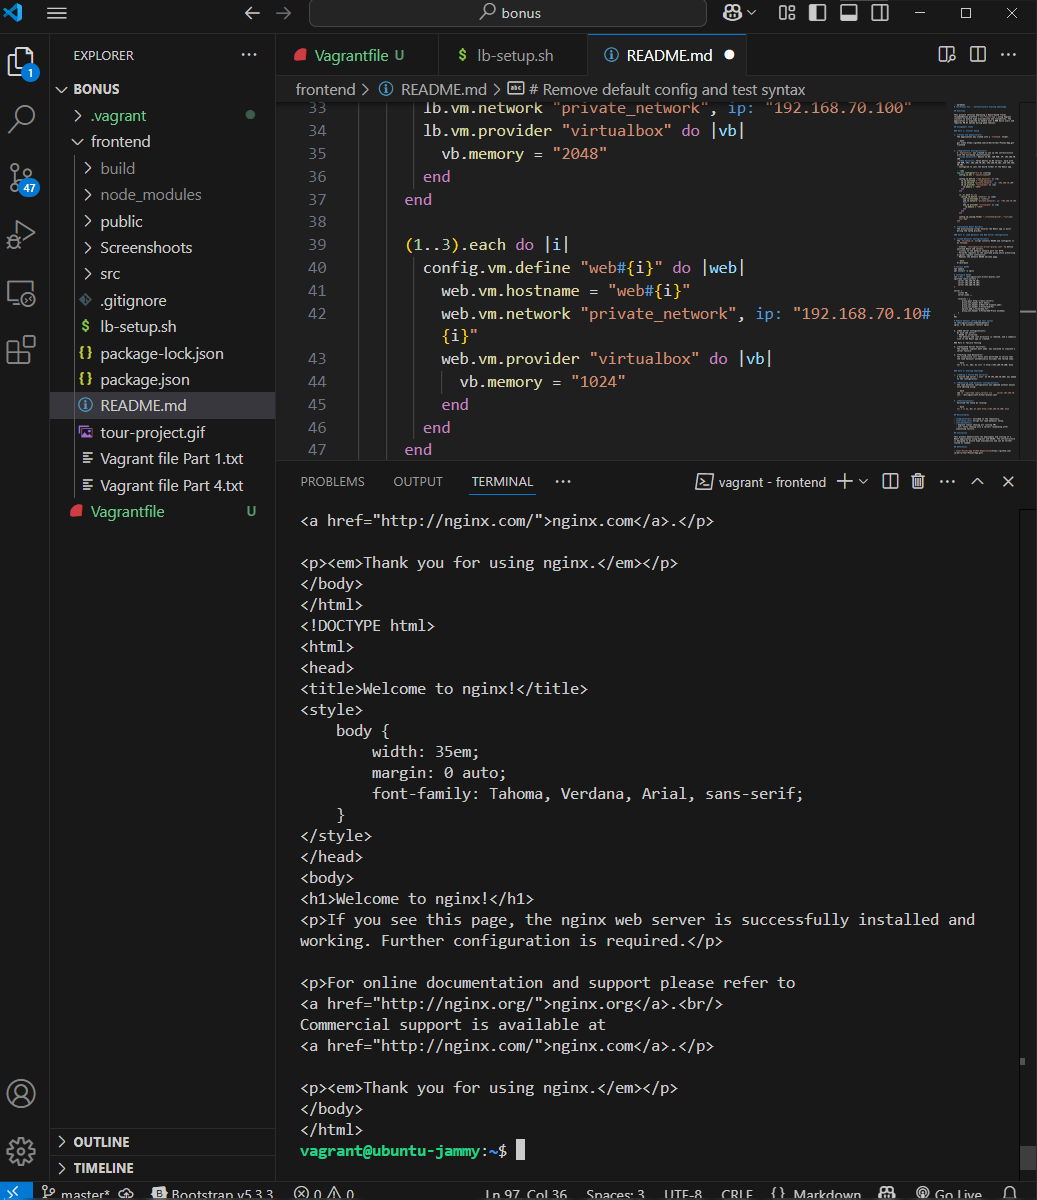 bonus
EXPLORER
BONUS
.vagrant
frontend
build
node_modules
public
Screenshoots
src
.gitignore
lb-setup.sh
package-lock.json
package.json
README.md
tour-project.gif
Vagrant file Part 1.txt
Vagrant file Part 4.txt
Vagrantfile U
OUTLINE
TIMELINE
1
47
Vagrantfile U
lb-setup.sh
README.md
frontend > README.md > # Remove default config and test syntax
33 lb.vm.network "private_network", ip: "192.168.70.100"
34 lb.vm.provider "virtualbox" do |vb|
35 vb.memory = "2048"
36 end
37 end
38
39 (1..3).each do |i|
40 config.vm.define "web#{i}" do |web|
41 web.vm.hostname = "web#{i}"
42 web.vm.network "private_network", ip: "192.168.70.10#
{i}"
43 web.vm.provider "virtualbox" do |vb|
44 vb.memory = "1024"
45 end
46 end
47 end
PROBLEMS OUTPUT TERMINAL
vagrant - frontend
<a href="http://nginx.com/">nginx.com</a>.</p>

<p><em>Thank you for using nginx.</em></p>
</body>
</html>
<!DOCTYPE html>
<html>
<head>
<title>Welcome to nginx!</title>
<style>
    body {
        width: 35em;
        margin: 0 auto;
        font-family: Tahoma, Verdana, Arial, sans-serif;
    }
</style>
</head>
<body>
<h1>Welcome to nginx!</h1>
<p>If you see this page, the nginx web server is successfully installed and
working. Further configuration is required.</p>

<p>For online documentation and support please refer to
<a href="http://nginx.org/">nginx.org</a>.<br/>
Commercial support is available at
<a href="http://nginx.com/">nginx.com</a>.</p>

<p><em>Thank you for using nginx.</em></p>
</body>
</html>
vagrant@ubuntu-jammy:~$
master* Bootstrap v5.3.3 0 0 Ln 97, Col 36 Spaces: 3 UTF-8 CRLF {} Markdown Go Live